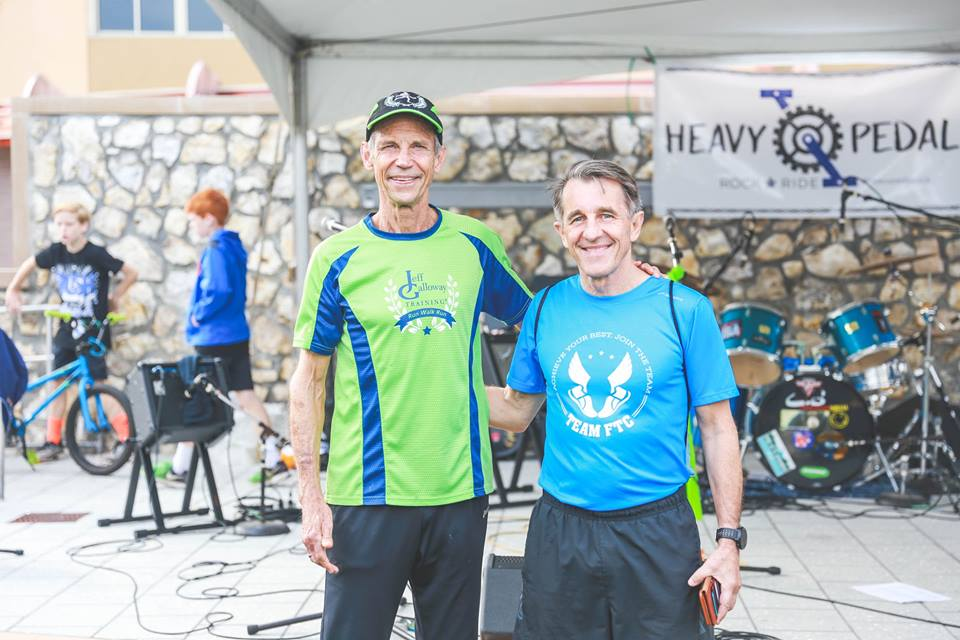 HEAVY PEDAL
ROCK RIDE
Jeff
Galloway
TRAINING
Run Walk Run
ACHIEVE YOUR BEST. JOIN THE TEAM
TEAM FTC